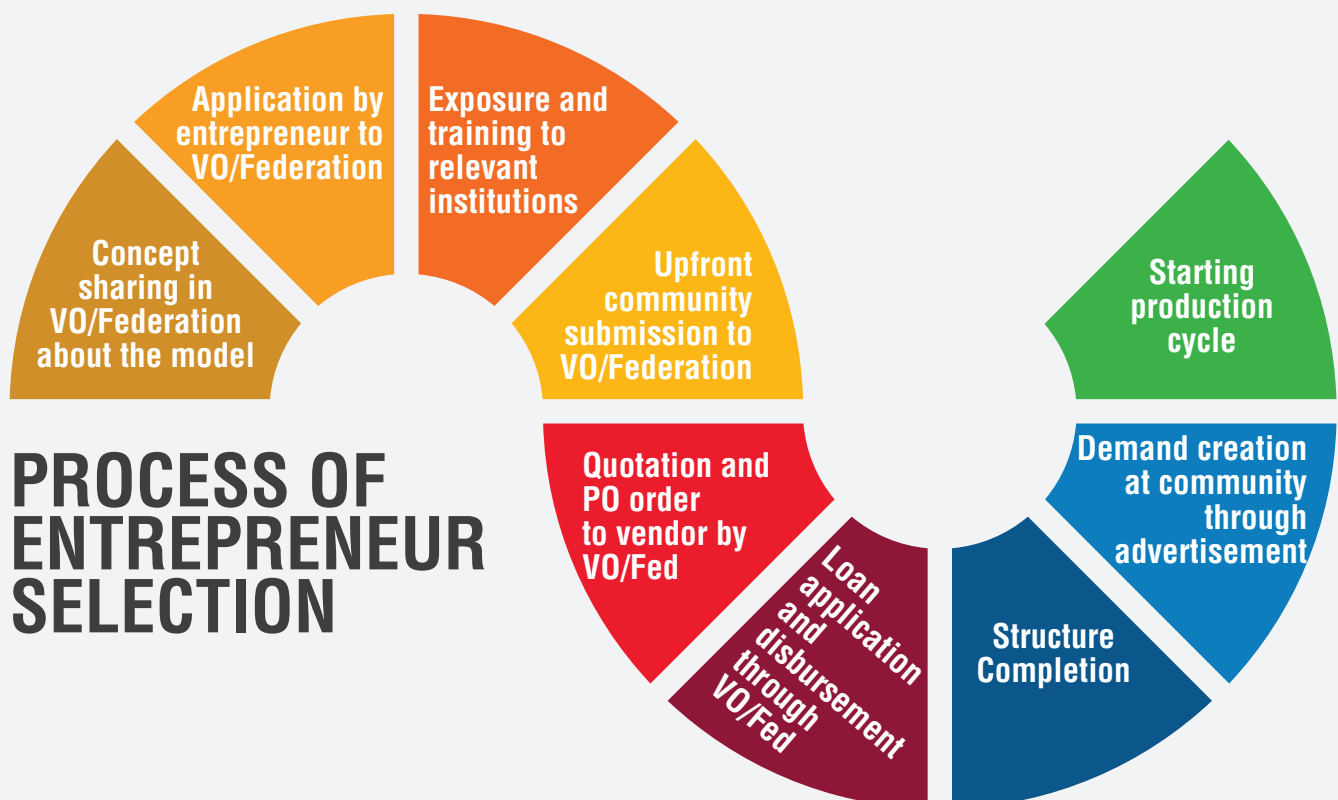 Concept
sharing in
VO/Federation
about the model
Application by
entrepreneur to
VO/Federation
Exposure and
training to
relevant
institutions
Upfront
community
submission to
VO/Federation
Quotation and
PO order
to vendor by
VO/Fed
Loan
application
and
disbursement
through
VO/Fed
Structure
Completion
Demand creation
at community
through
advertisement
Starting
production
cycle
PROCESS OF
ENTREPRENEUR
SELECTION